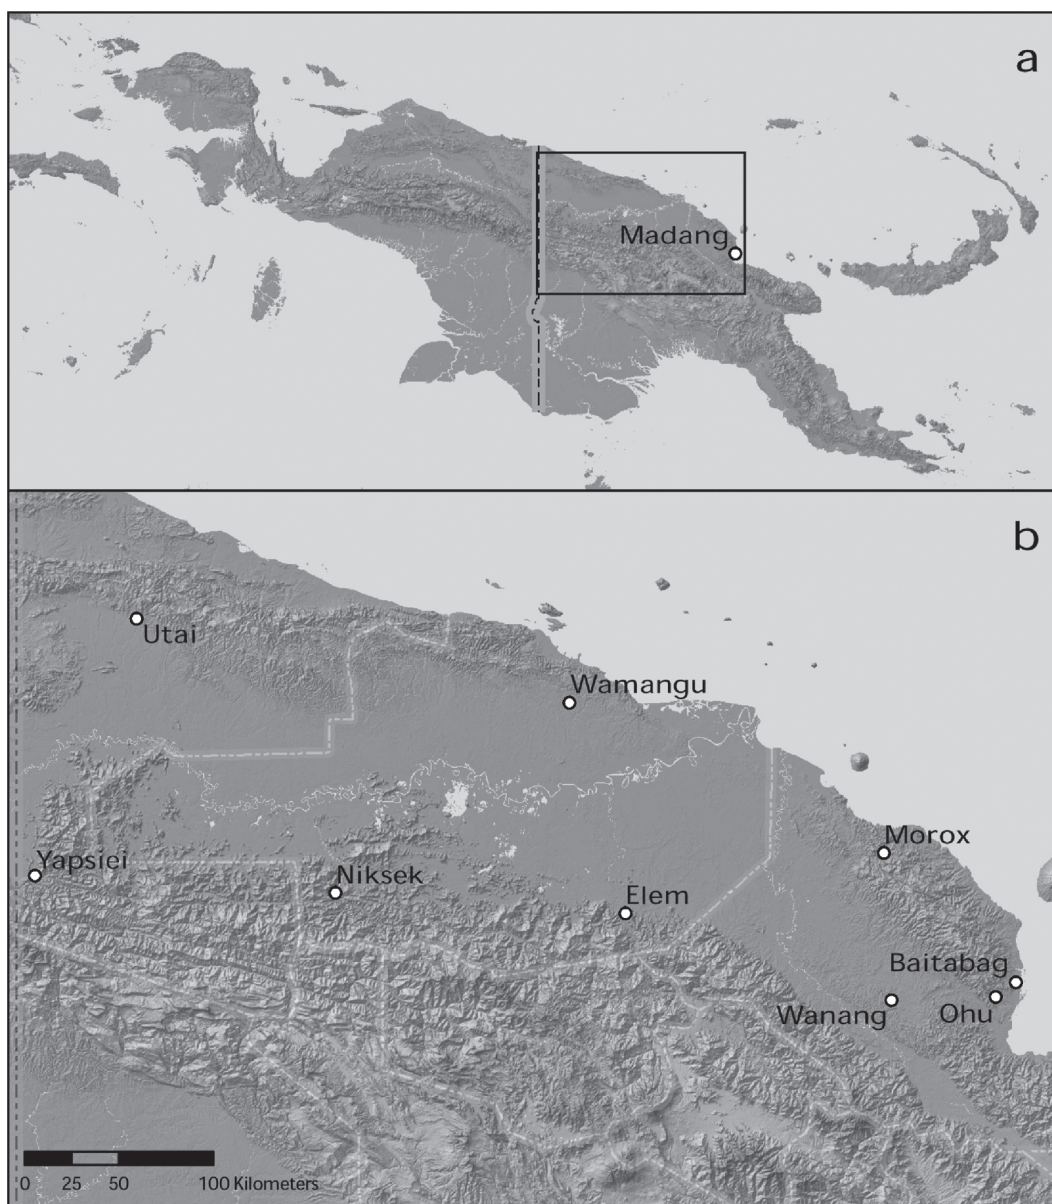 a
Madang
b
Utai
Wamangu
Morox
Yapsiei
Niksek
Elem
Baitabag
Wanang
Ohu
0 25 50 100 Kilometers